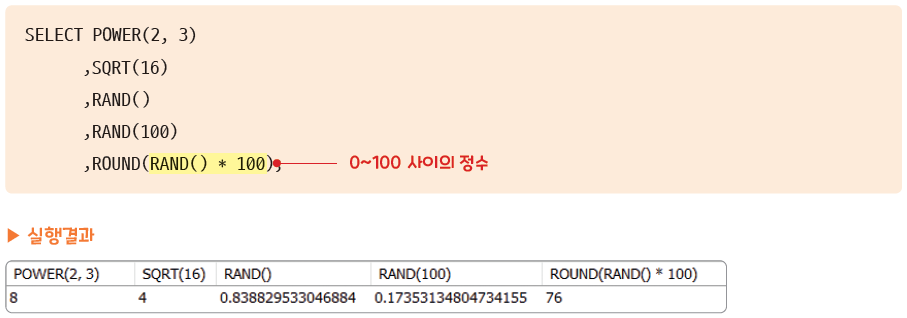 SELECT POWER(2, 3)
,SQRT(16)
,RAND()
,RAND(100)
,ROUND(RAND() * 100); 0~100 사이의 정수
▶ 실행결과
POWER(2, 3) SQRT(16) RAND() RAND(100) ROUND(RAND() * 100)
8 4 0.838829533046884 0.17353134804734155 76